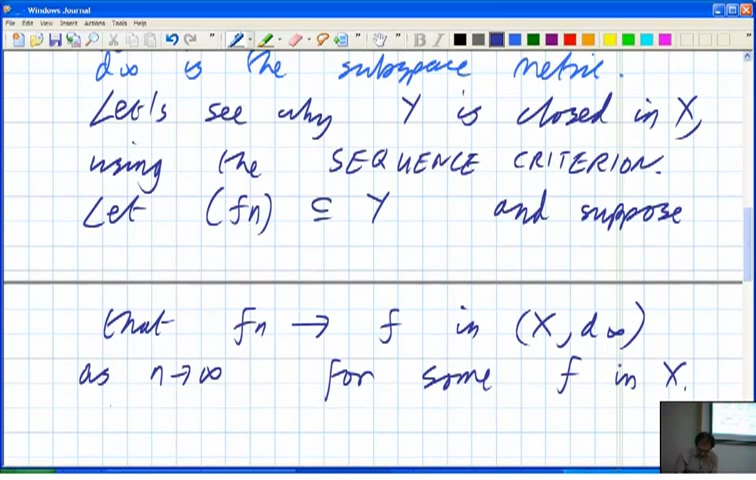 Windows Journal
File Edit View Insert Actions Tools Help
d∞ is the subspace metric.
Let's see why Y is closed in X,
using the SEQUENCE CRITERION.
Let (fn) ⊆ Y and suppose
that fn → f in (X, d∞)
as n→∞ for some f in X.